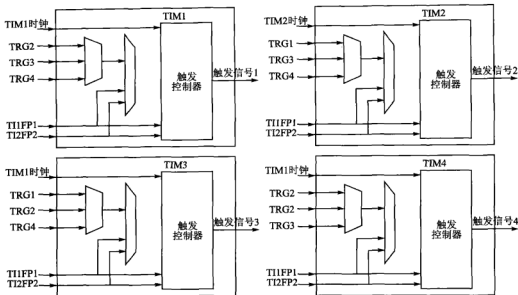 TIM1
TIM1时钟
TRG2
TRG3
TRG4
触发
控制器
触发信号1
TI1FP1
TI2FP2
TIM2
TIM2时钟
TRG1
TRG3
TRG4
触发
控制器
触发信号2
TI1FP1
TI2FP2
TIM3
TIM1时钟
TRG1
TRG2
TRG4
触发
控制器
触发信号3
TI1FP1
TI2FP2
TIM4
TIM1时钟
TRG2
TRG2
TRG3
触发
控制器
触发信号4
TI1FP1
TI2FP2